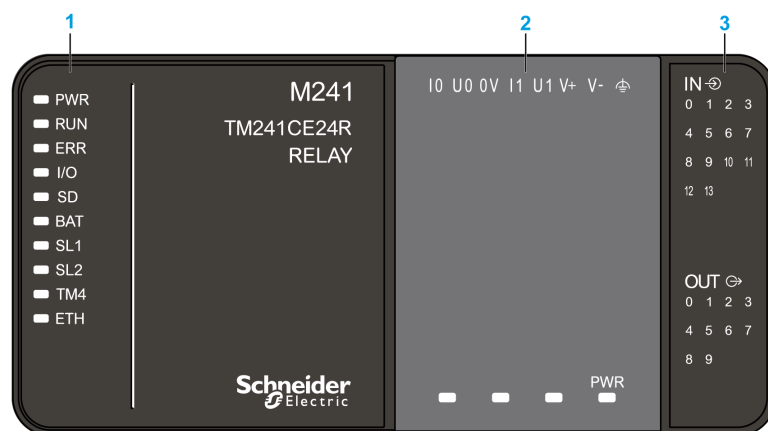 1
2
3
PWR
RUN
ERR
I/O
SD
BAT
SL1
SL2
TM4
ETH
M241
TM241CE24R
RELAY
Schneider
Electric
I0 U0 0V I1 U1 V+ V-
PWR
IN
0 1 2 3
4 5 6 7
8 9 10 11
12 13
OUT
0 1 2 3
4 5 6 7
8 9